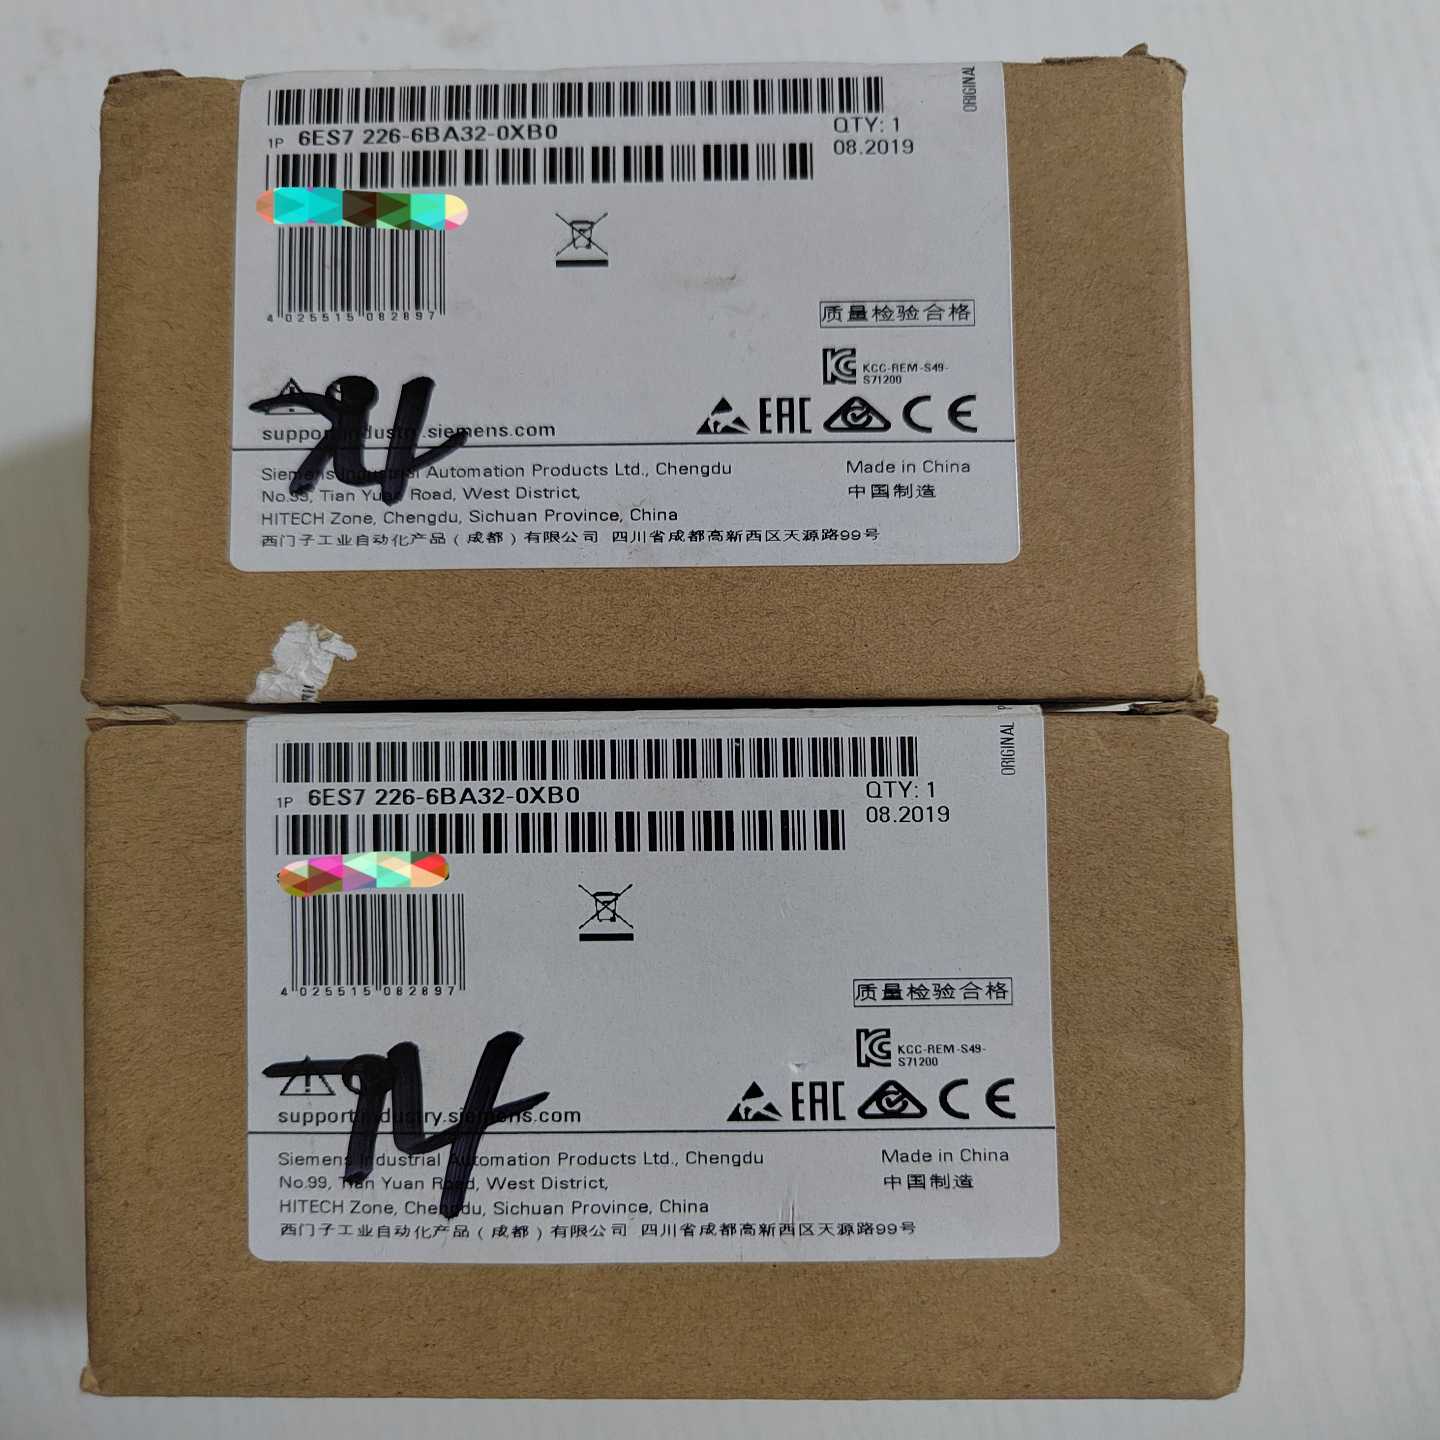 ORIGINAL
1P 6ES7 226-6BA32-0XB0
QTY: 1
08.2019
4 025515 082897
质量检验合格
KCC-REM-S49-
S71200
EAC
CE
support.industry.siemens.com
Siemens Industrial Automation Products Ltd., Chengdu
No.99, Tian Yuan Road, West District,
HITECH Zone, Chengdu, Sichuan Province, China
西门子工业自动化产品(成都)有限公司 四川省成都高新西区天源路99号
Made in China
中国制造
ORIGINAL
1P 6ES7 226-6BA32-0XB0
QTY: 1
08.2019
4 025515 082897
质量检验合格
KCC-REM-S49-
S71200
EAC
CE
support.industry.siemens.com
Siemens Industrial Automation Products Ltd., Chengdu
No.99, Tian Yuan Road, West District,
HITECH Zone, Chengdu, Sichuan Province, China
西门子工业自动化产品(成都)有限公司 四川省成都高新西区天源路99号
Made in China
中国制造